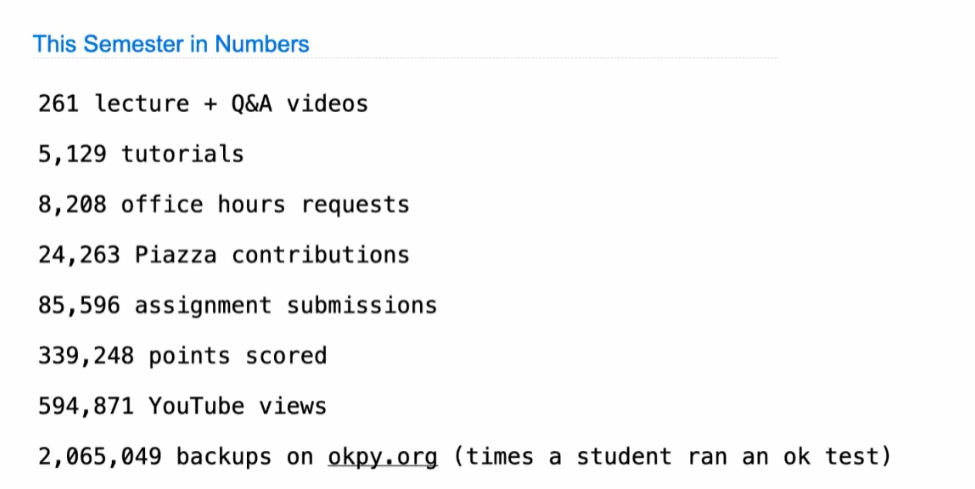 This Semester in Numbers
261 lecture + Q&A videos
5,129 tutorials
8,208 office hours requests
24,263 Piazza contributions
85,596 assignment submissions
339,248 points scored
594,871 YouTube views
2,065,049 backups on okpy.org (times a student ran an ok test)